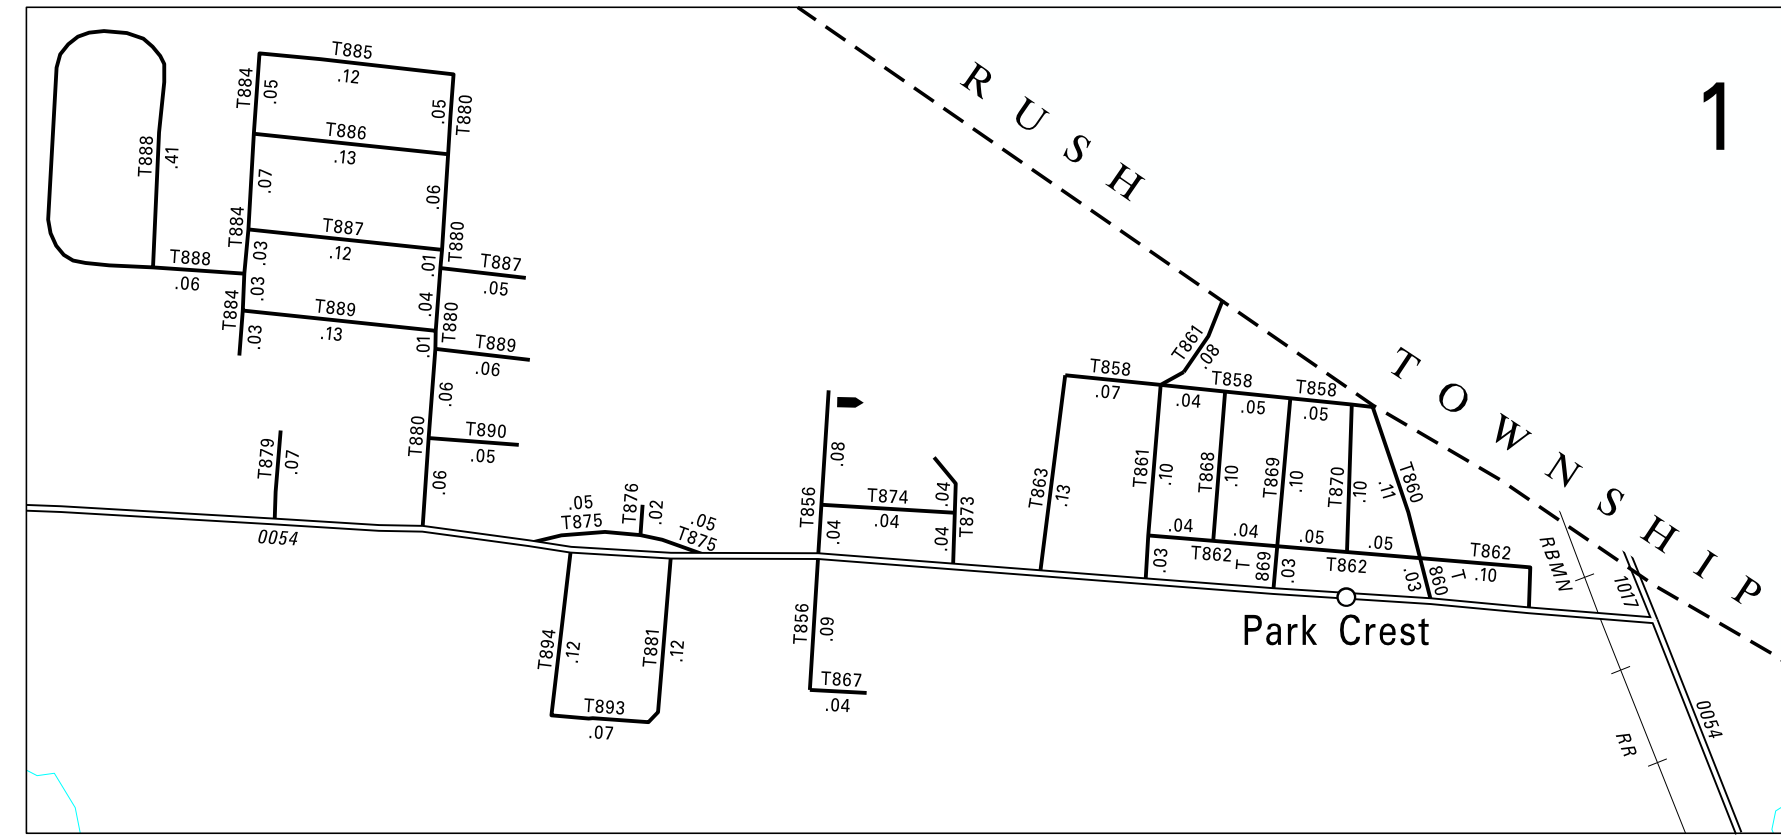 1
RUSH
TOWNSHIP
T885
.12
T884
.05
.05
T880
T886
.13
T888
.41
.07
.06
T884
T887
.12
.03
T880
.01
T888
.06
T887
.05
.03
.04
T884
T889
.13
.03
T880
.01
T889
.06
.06
T880
T890
.05
.06
T879
.07
0054
.05
T875
T876
.02
.05
T875
T894
.12
T881
.12
T893
.07
.08
T856
.04
T874
.04
.04
.04
T873
T856
.09
T867
.04
T861
.08
T858
.07
T858
.04
.05
T858
.05
T863
.13
T861
.10
T868
.10
T869
.10
T870
.10
T860
.11
.04
.04
.05
.05
T862
T862
T862
.10
.03
T
869
.03
.03
T
860
Park Crest
RBMN
RR
1017
0054